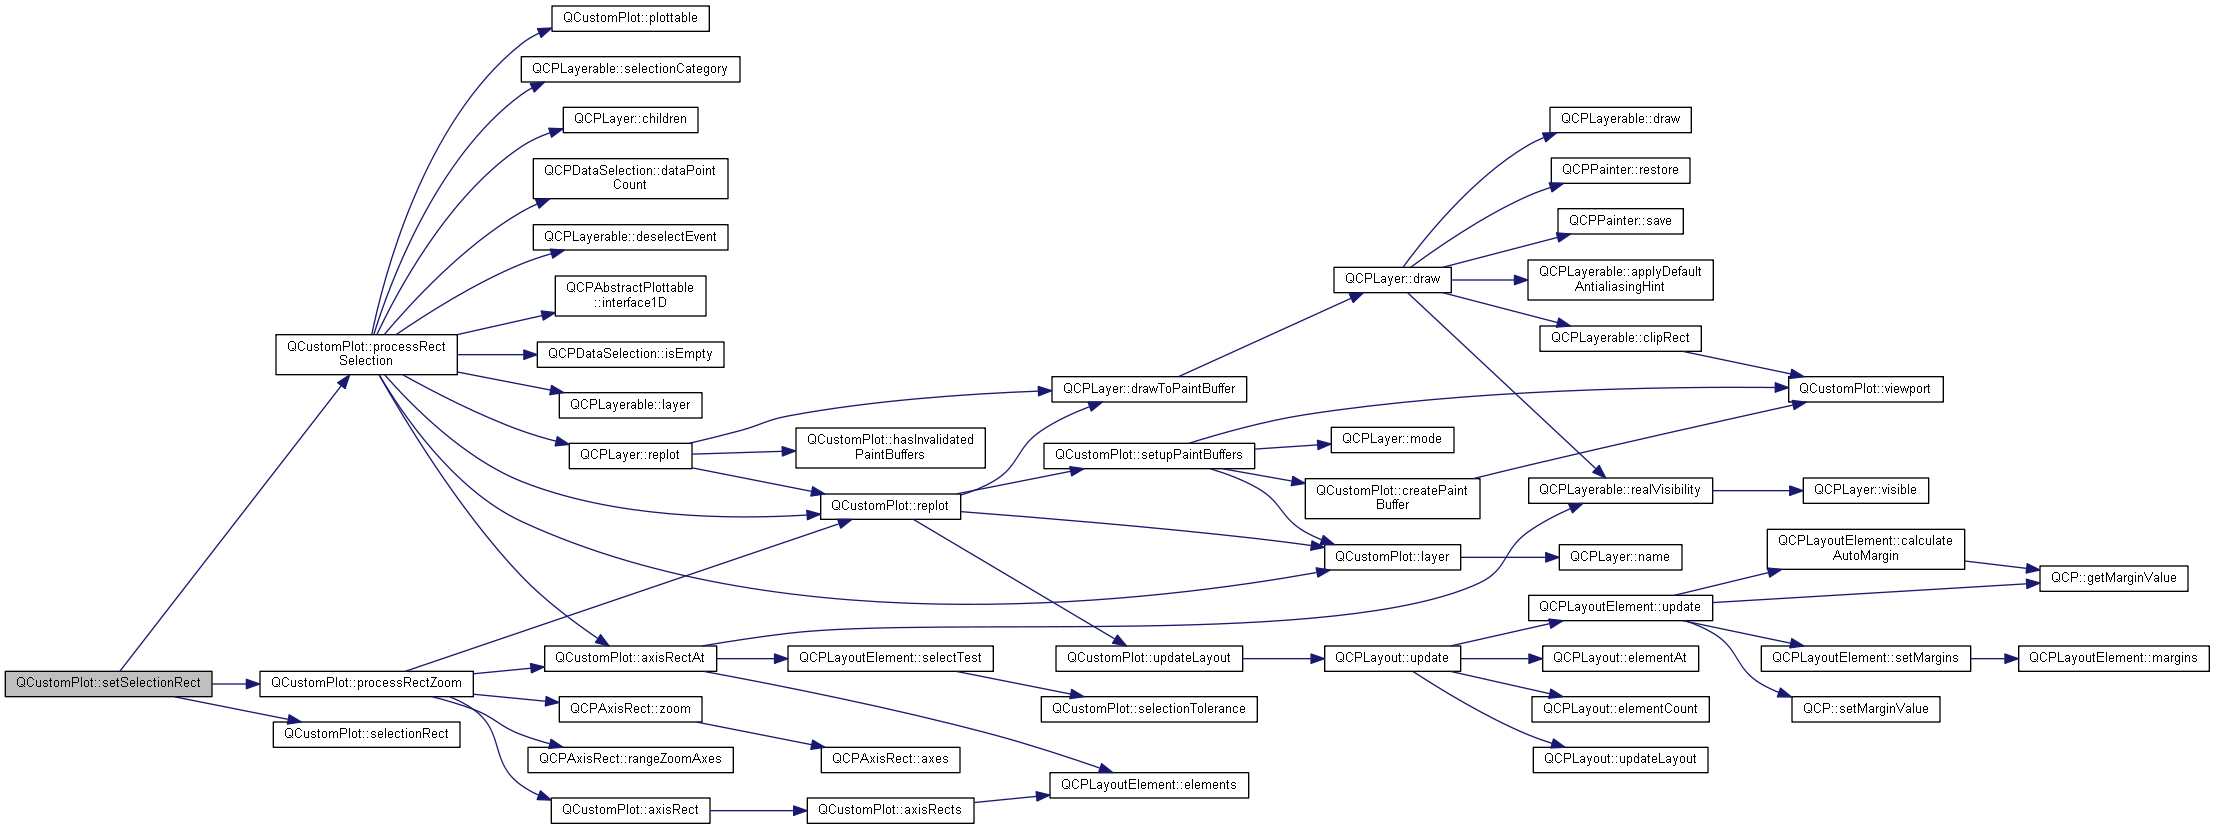 QCustomPlot::plottable
QCPLayerable::selectionCategory
QCPLayer::children
QCPDataSelection::dataPoint
Count
QCPLayerable::deselectEvent
QCPAbstractPlottable
::interface1D
QCustomPlot::processRect
Selection
QCPDataSelection::isEmpty
QCPLayerable::layer
QCPLayer::replot
QCustomPlot::setSelectionRect
QCustomPlot::processRectZoom
QCustomPlot::selectionRect
QCustomPlot::axisRectAt
QCPAxisRect::zoom
QCPAxisRect::rangeZoomAxes
QCustomPlot::axisRect
QCustomPlot::hasInvalidated
PaintBuffers
QCustomPlot::replot
QCPLayoutElement::selectTest
QCPAxisRect::axes
QCustomPlot::axisRects
QCPLayer::drawToPaintBuffer
QCustomPlot::setupPaintBuffers
QCustomPlot::updateLayout
QCustomPlot::selectionTolerance
QCPLayoutElement::elements
QCPLayer::draw
QCPLayer::mode
QCustomPlot::createPaint
Buffer
QCustomPlot::layer
QCPLayout::update
QCPLayerable::draw
QCPPainter::restore
QCPPainter::save
QCPLayerable::applyDefault
AntialiasingHint
QCPLayerable::clipRect
QCPLayerable::realVisibility
QCPLayer::name
QCPLayoutElement::update
QCPLayout::elementAt
QCPLayout::elementCount
QCPLayout::updateLayout
QCustomPlot::viewport
QCPLayer::visible
QCPLayoutElement::calculate
AutoMargin
QCPLayoutElement::setMargins
QCP::setMarginValue
QCP::getMarginValue
QCPLayoutElement::margins